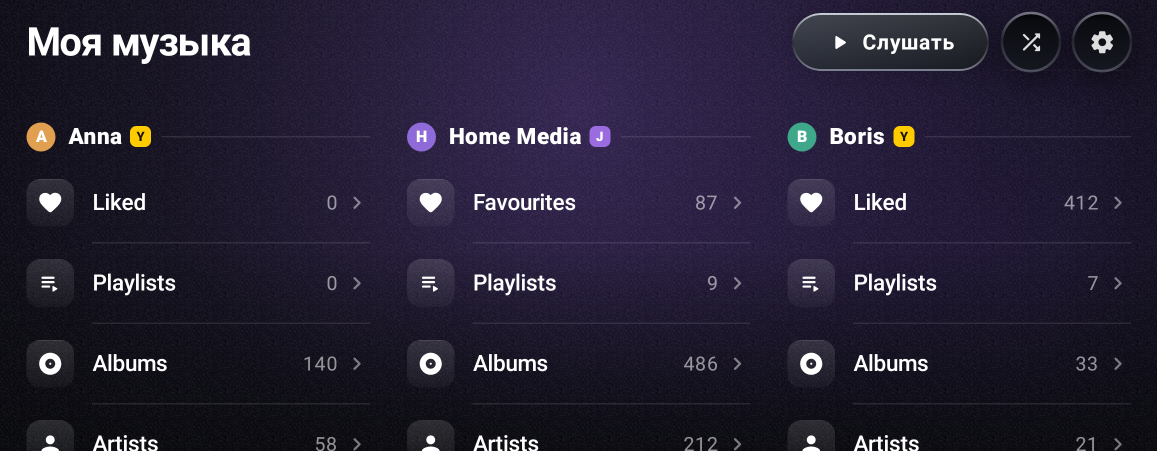 Моя музыка
Слушать
A Anna Y
Liked 0
Playlists 0
Albums 140
Artists 58
H Home Media J
Favourites 87
Playlists 9
Albums 486
Artists 212
B Boris Y
Liked 412
Playlists 7
Albums 33
Artists 21